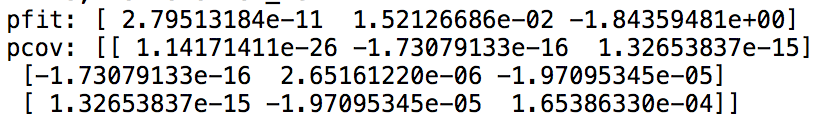 pfit: [ 2.79513184e-11  1.52126686e-02 -1.84359481e+00]
pcov: [[ 1.14171411e-26 -1.73079133e-16  1.32653837e-15]
 [-1.73079133e-16  2.65161220e-06 -1.97095345e-05]
 [ 1.32653837e-15 -1.97095345e-05  1.65386330e-04]]